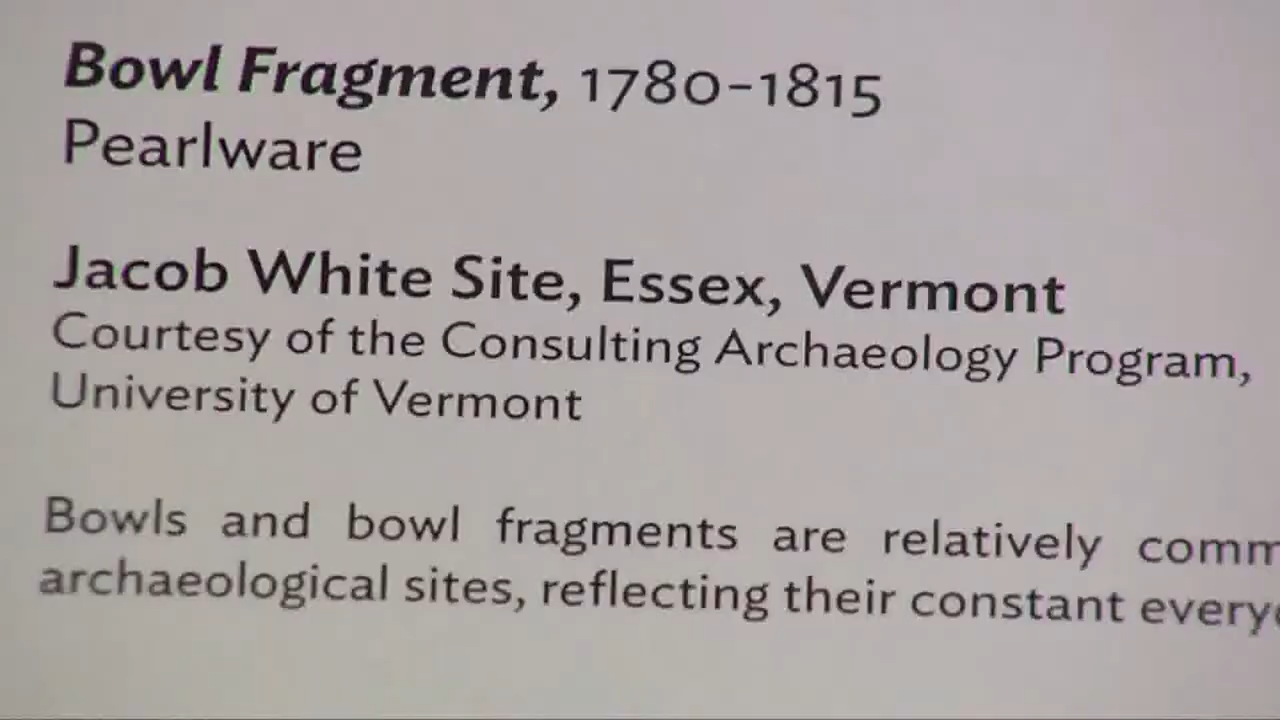 Bowl Fragment, 1780–1815
Pearlware
Jacob White Site, Essex, Vermont
Courtesy of the Consulting Archaeology Program,
University of Vermont
Bowls and bowl fragments are relatively
archaeological sites, reflecting their constant